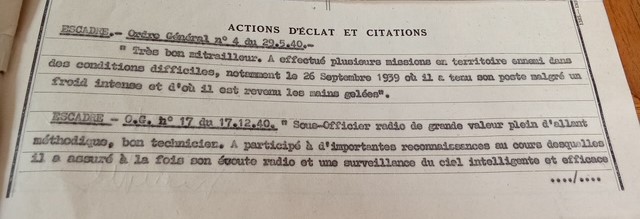 ACTIONS D'ÉCLAT ET CITATIONS
ESCADRE.- Ordre Général n° 4 du 29.5.40.-
" Très bon mitrailleur. A effectué plusieurs missions en territoire ennemi dans
des conditions difficiles, notamment le 26 Septembre 1939 où il a tenu son poste malgré un
froid intense et d'où il est revenu les mains gelées".
ESCADRE - O.G. n° 17 du 17.12.40. " Sous-Officier radio de grande valeur plein d'allant
méthodique, bon technicien. A participé à d'importantes reconnaissances au cours desquelles
il a assuré à la fois son écoute radio et une surveillance du ciel intelligente et efficace
..../....